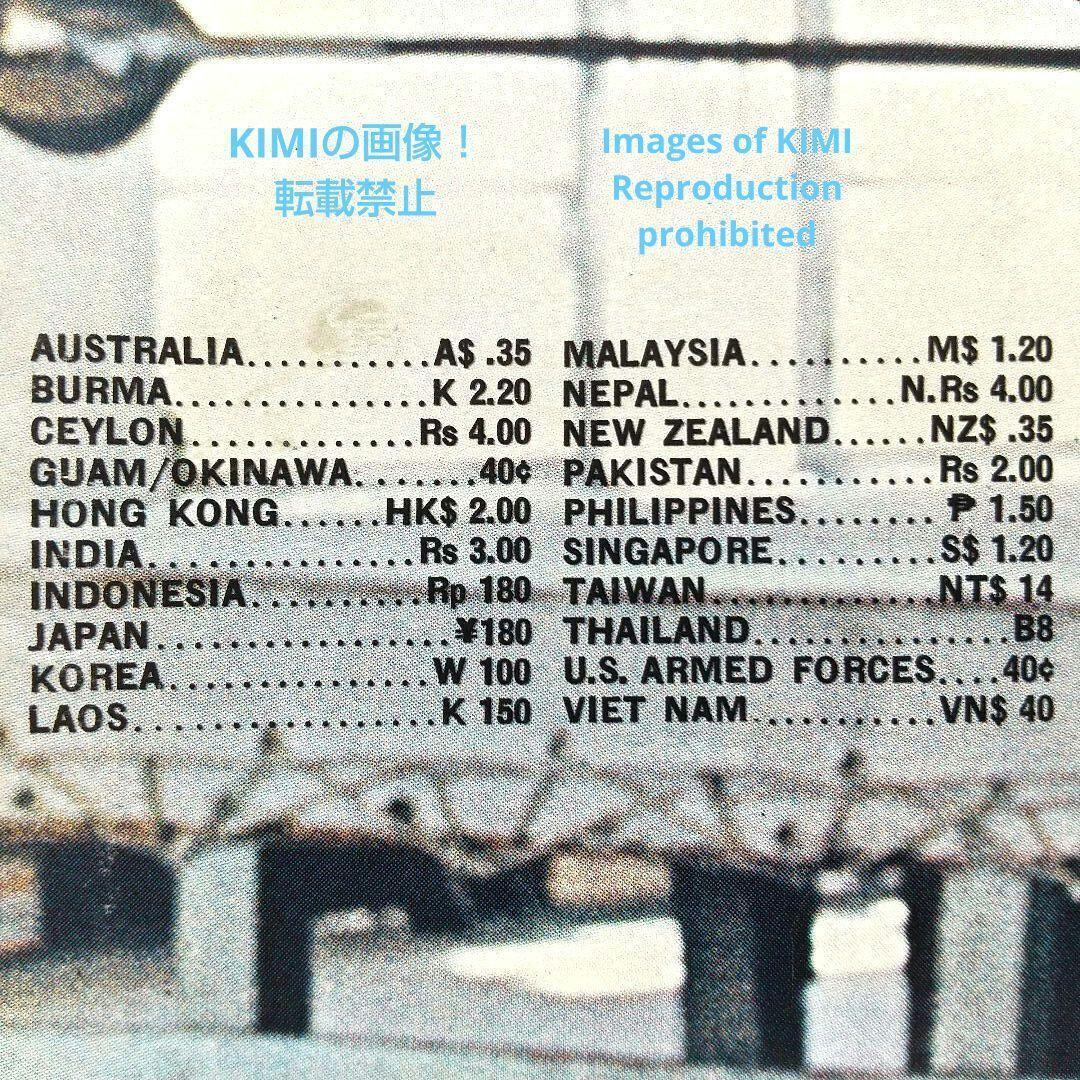 KIMIの画像！
転載禁止
Images of KIMI
Reproduction
prohibited
AUSTRALIA...........A$ .35
BURMA................K 2.20
CEYLON..............Rs 4.00
GUAM/OKINAWA.......40¢
HONG KONG......HK$ 2.00
INDIA.................Rs 3.00
INDONESIA...........Rp 180
JAPAN...................¥180
KOREA.................W 100
LAOS...................K 150
MALAYSIA..........M$ 1.20
NEPAL.............N.Rs 4.00
NEW ZEALAND......NZ$ .35
PAKISTAN............Rs 2.00
PHILIPPINES........₱ 1.50
SINGAPORE..........S$ 1.20
TAIWAN..............NT$ 14
THAILAND................B8
U.S. ARMED FORCES....40¢
VIET NAM...........VN$ 40